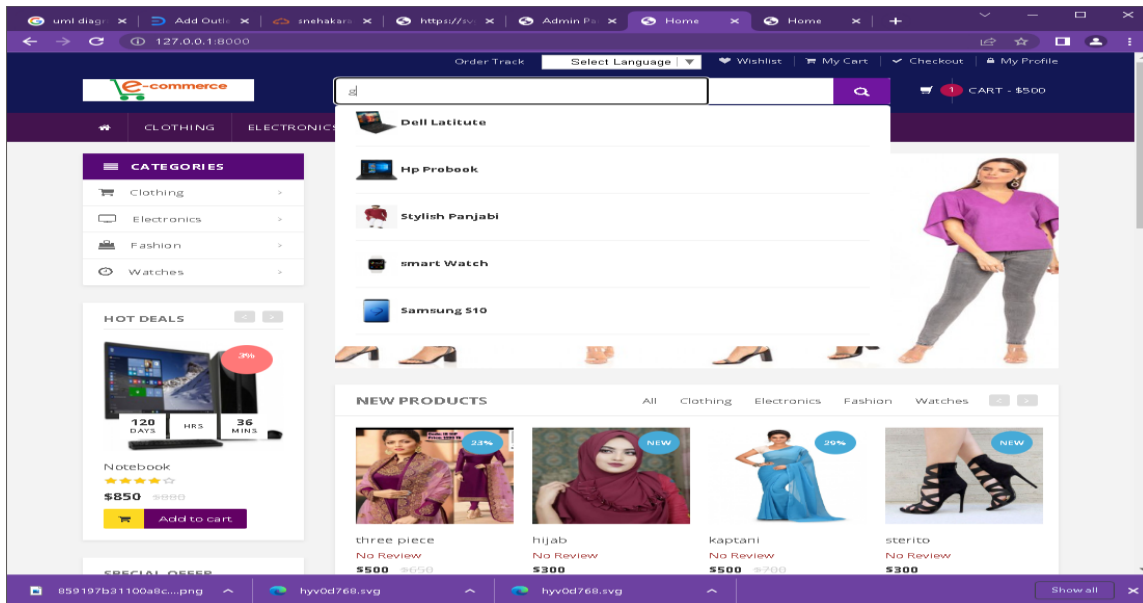 uml diagr
Add Outle
snehakar
https://sv
Admin Pa
Home
Home
127.0.0.1:8000
Order Track
Select Language
Wishlist
My Cart
Checkout
My Profile
e-commerce
g
1
CART - $500
CLOTHING
ELECTRONICS
Dell Latitute
Hp Probook
Stylish Panjabi
smart Watch
Samsung S10
CATEGORIES
Clothing
Electronics
Fashion
Watches
HOT DEALS
3%
120
DAYS
HRS
36
MINS
Notebook
$850 $880
Add to cart
SPECIAL OFFER
NEW PRODUCTS
All
Clothing
Electronics
Fashion
Watches
23%
three piece
No Review
$500 $650
NEW
hijab
No Review
$300
29%
kaptani
No Review
$500 $700
NEW
sterito
No Review
$300
859197b31100a8c....png
hyv0d768.svg
hyv0d768.svg
Show all